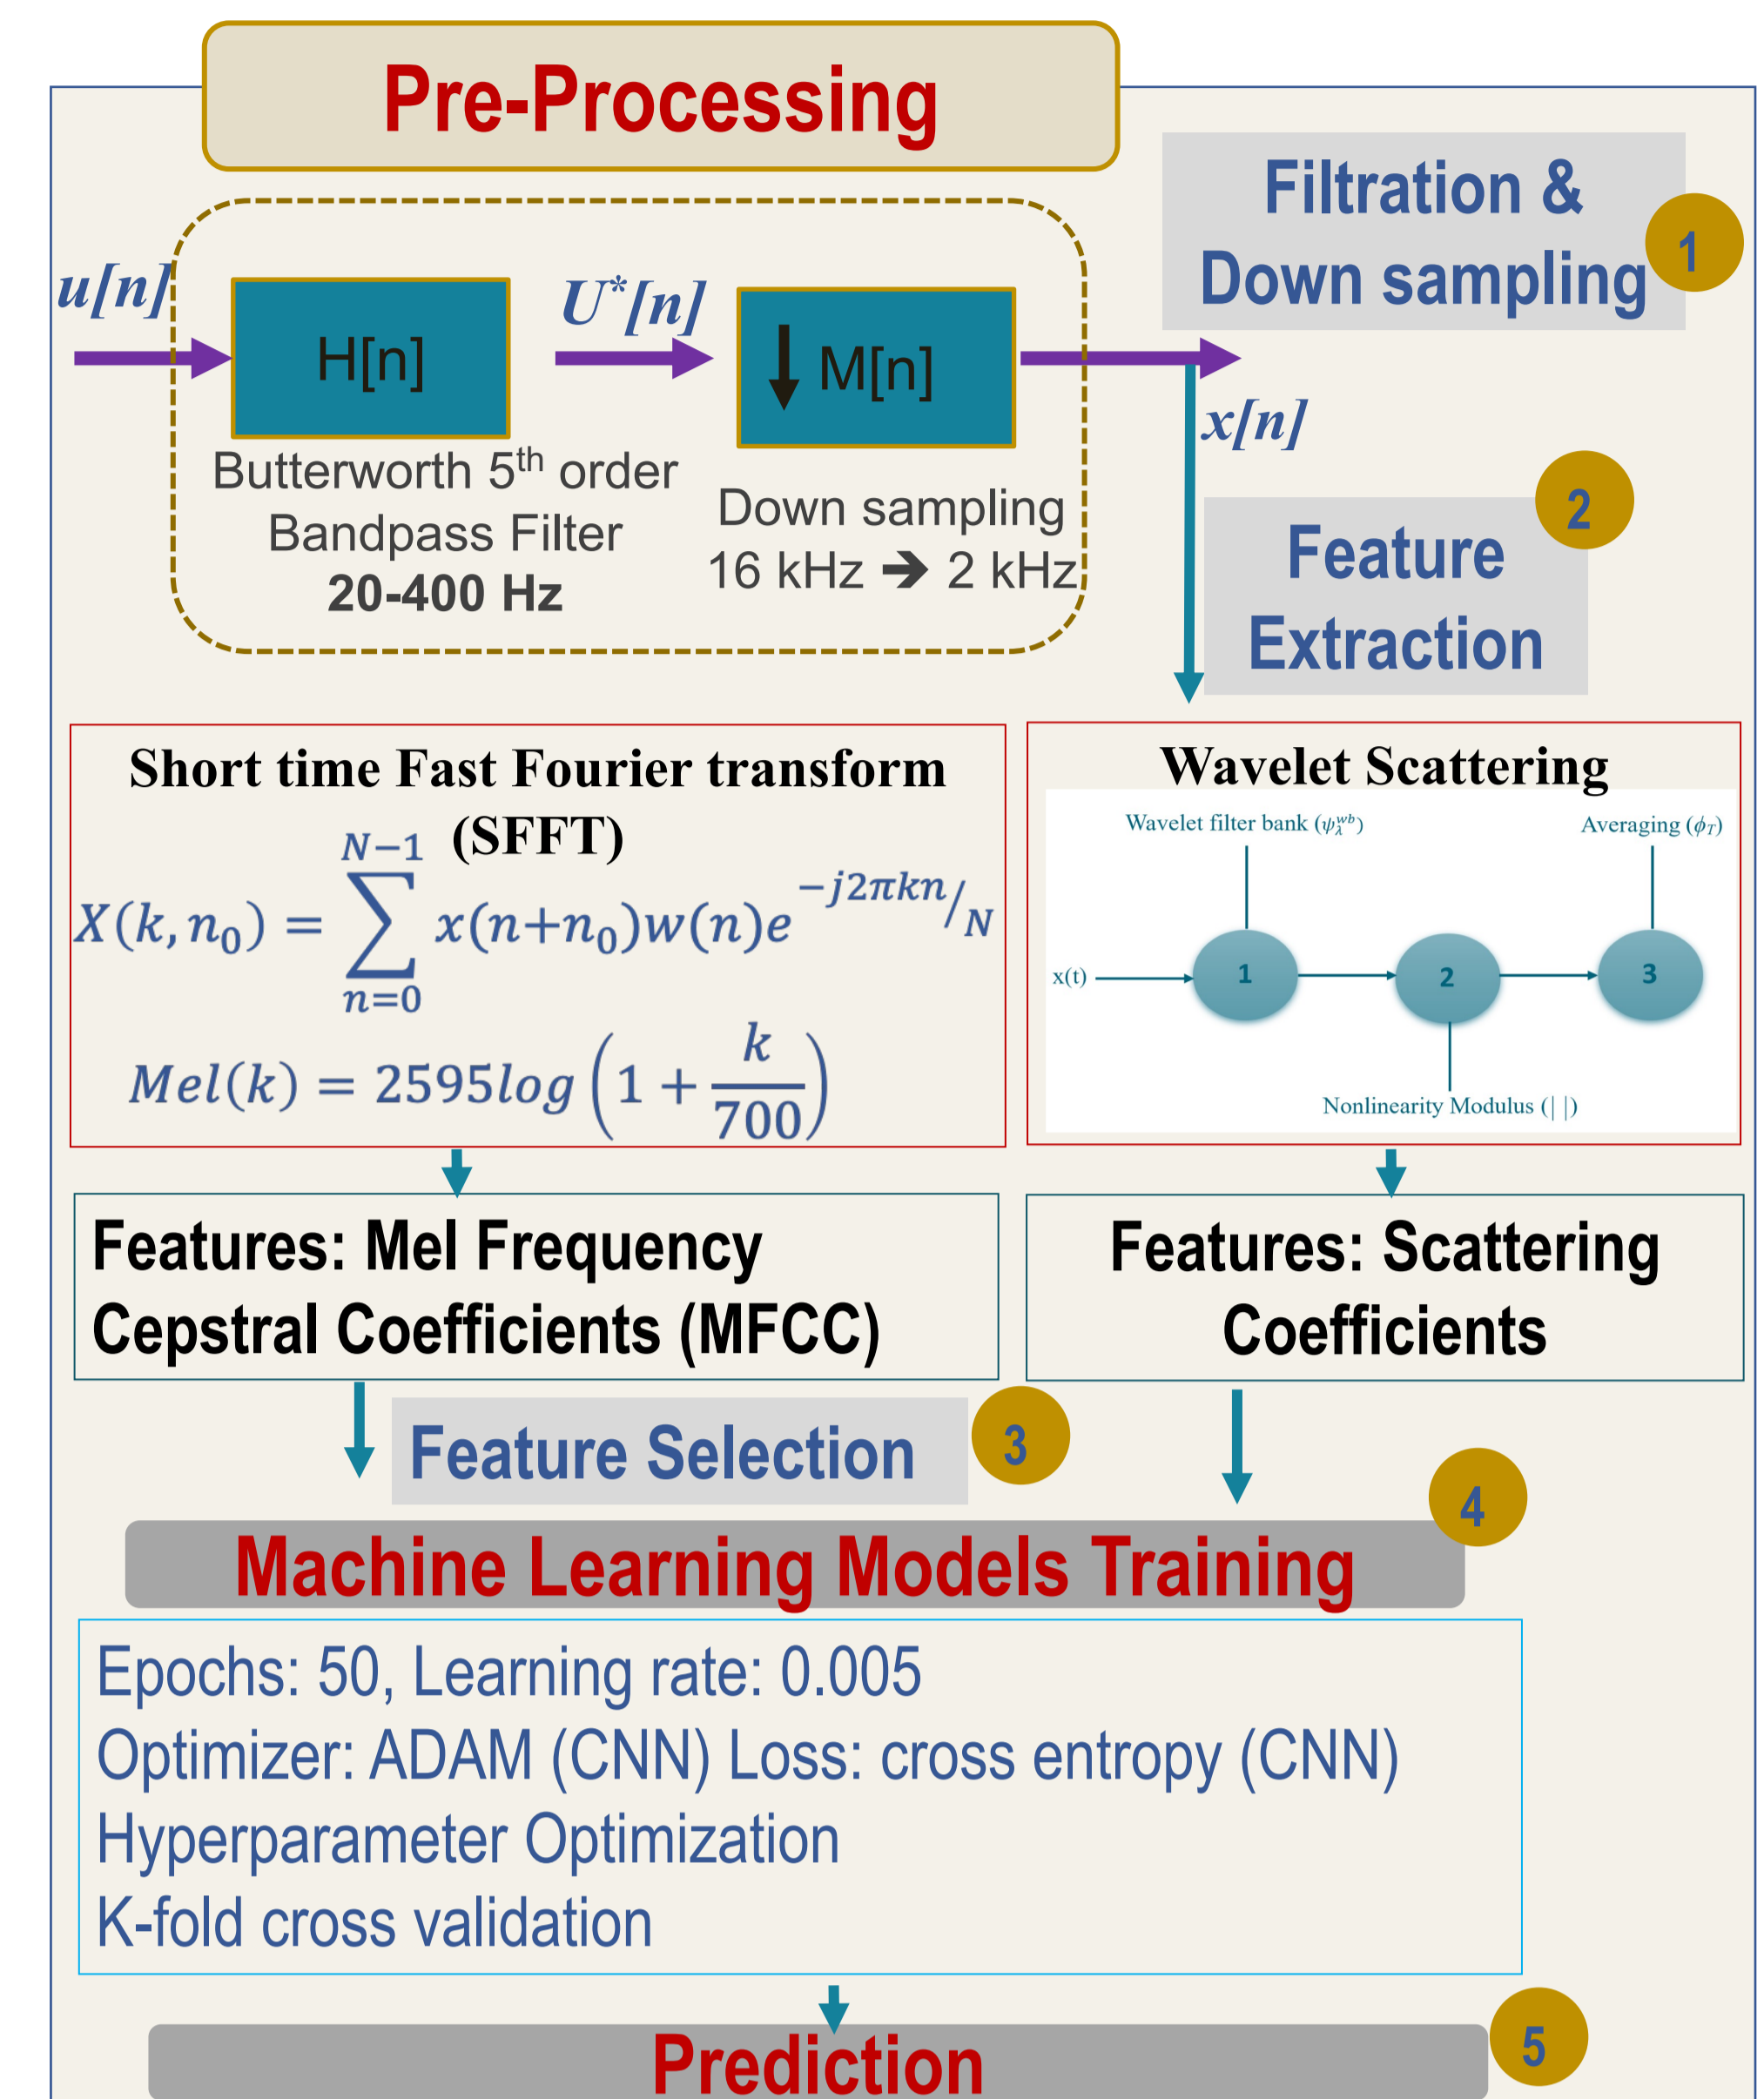 Pre-Processing
Filtration &
Down sampling
1
u[n]
H[n]
U*[n]
↓ M[n]
x[n]
Butterworth 5th order
Bandpass Filter
20-400 Hz
Down sampling
16 kHz → 2 kHz
2
Feature
Extraction
Short time Fast Fourier transform
(SFFT)
X(k, n₀) = ∑_{n=0}^{N−1} x(n+n₀)w(n)e^{−j2πkn/N}
Mel(k) = 2595log(1 + k/700)
Wavelet Scattering
Wavelet filter bank (ψ_λ^{wb})
Averaging (ϕ_T)
x(t)
1
2
3
Nonlinearity Modulus (| |)
Features: Mel Frequency
Cepstral Coefficients (MFCC)
Features: Scattering
Coefficients
Feature Selection
3
4
Machine Learning Models Training
Epochs: 50, Learning rate: 0.005
Optimizer: ADAM (CNN) Loss: cross entropy (CNN)
Hyperparameter Optimization
K-fold cross validation
Prediction
5